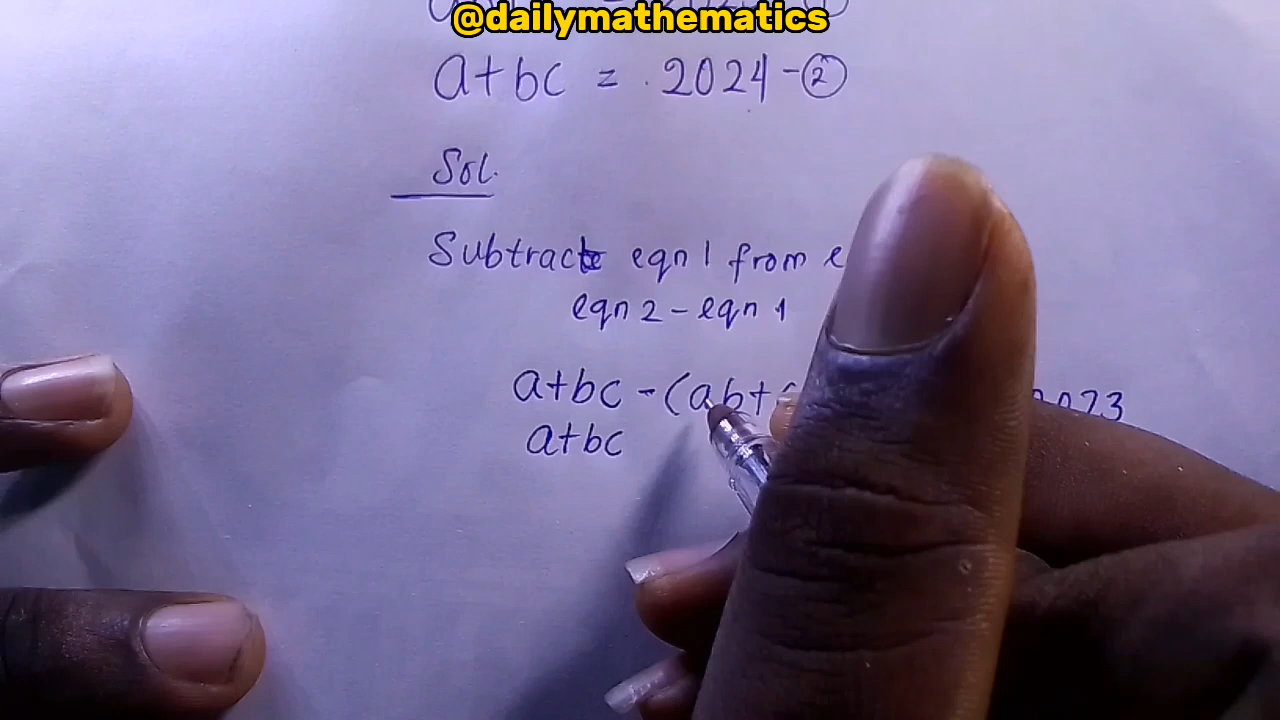 @dailymathematics
a+bc = 2024 - ②
Sol.
Subtract eqn 1 from
eqn 2 - eqn 1
a+bc - (ab+
a+bc